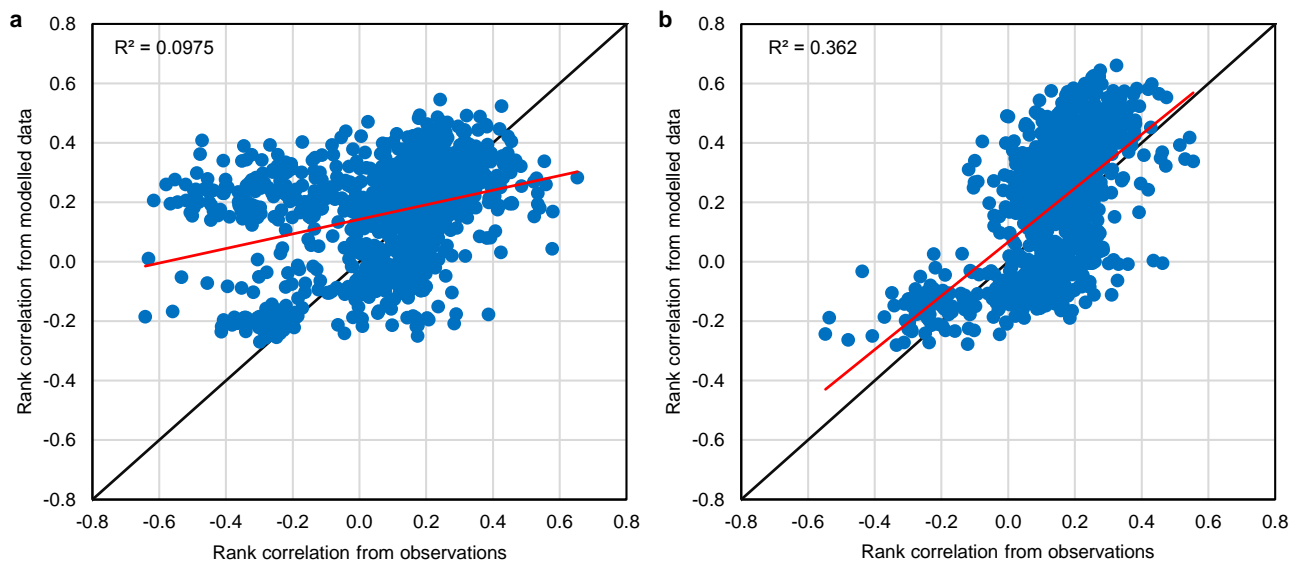 a
R² = 0.0975
0.8
0.6
0.4
0.2
0.0
-0.2
-0.4
-0.6
-0.8
-0.8 -0.6 -0.4 -0.2 0.0 0.2 0.4 0.6 0.8
Rank correlation from modelled data
Rank correlation from observations
b
R² = 0.362
0.8
0.6
0.4
0.2
0.0
-0.2
-0.4
-0.6
-0.8
-0.8 -0.6 -0.4 -0.2 0.0 0.2 0.4 0.6 0.8
Rank correlation from modelled data
Rank correlation from observations